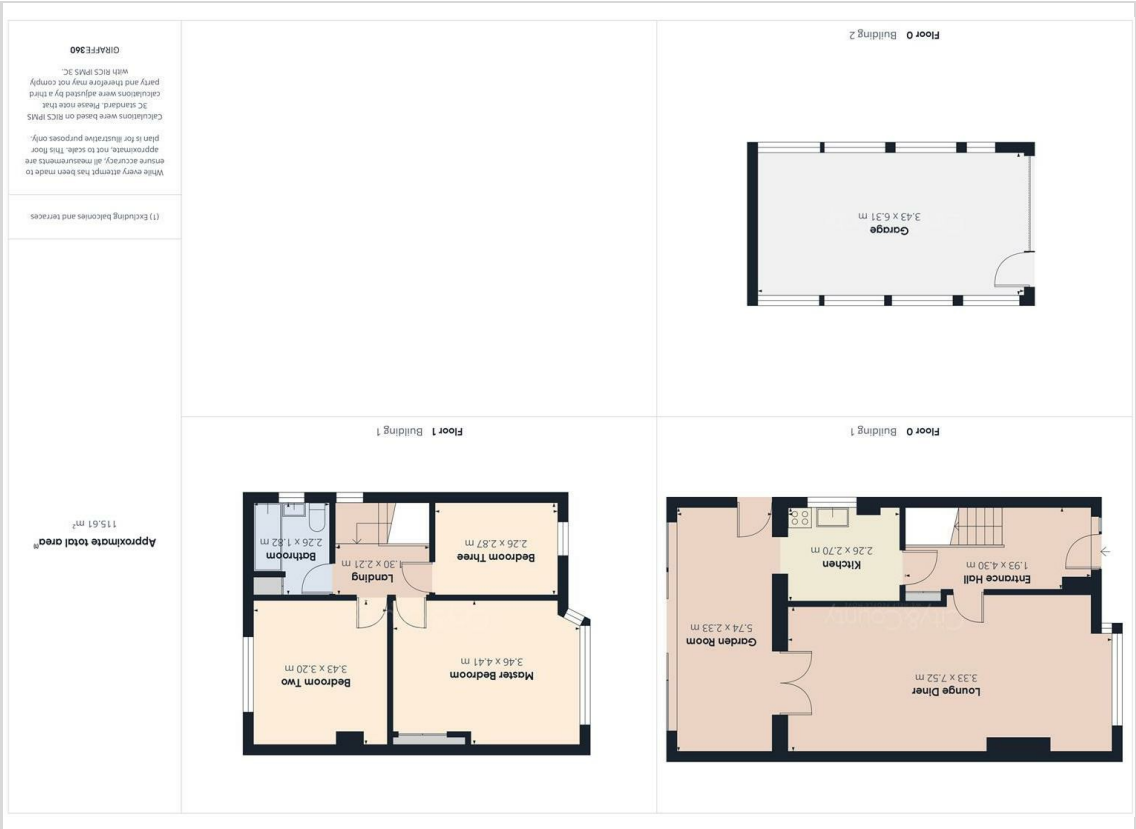 Lounge Diner
3.33 x 7.52 m
Garden Room
5.74 x 2.33 m
Entrance Hall
1.93 x 4.30 m
Kitchen
2.26 x 2.70 m
City&County
Floor 0 Building 1
Master Bedroom
3.46 x 4.41 m
Bedroom Two
3.43 x 3.20 m
Landing
.30 x 2.21 m
Bedroom Three
2.26 x 2.87 m
Bathroom
2.26 x 1.82 m
Floor 1 Building 1
Garage
3.43 x 6.31 m
Floor 0 Building 2
Approximate total area⁽¹⁾
115.61 m²
(1) Excluding balconies and terraces
While every attempt has been made to
ensure accuracy, all measurements are
approximate, not to scale. This floor
plan is for illustrative purposes only.
Calculations were based on RICS IPMS
3C standard. Please note that
calculations were adjusted by a third
party and therefore may not comply
with RICS IPMS 3C.
GIRAFFE360